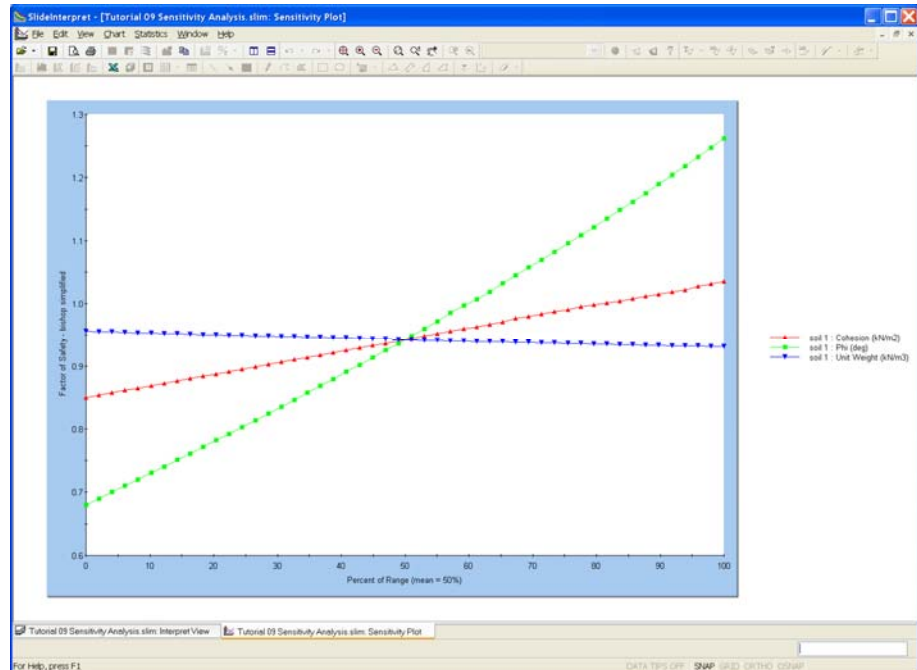 SlideInterpret - [Tutorial 09 Sensitivity Analysis.slim: Sensitivity Plot]
File Edit View Chart Statistics Window Help
1.3
1.2
1.1
1.0
0.9
0.8
0.7
0.6
Factor of Safety - bishop simplified
0 10 20 30 40 50 60 70 80 90 100
Percent of Range (mean = 50%)
soil 1 : Cohesion (kN/m2)
soil 1 : Phi (deg)
soil 1 : Unit Weight (kN/m3)
Tutorial 09 Sensitivity Analysis.slim: Interpret View
Tutorial 09 Sensitivity Analysis.slim: Sensitivity Plot
For Help, press F1
DATA TIPS OFF SNAP GRID ORTHO OSNAP